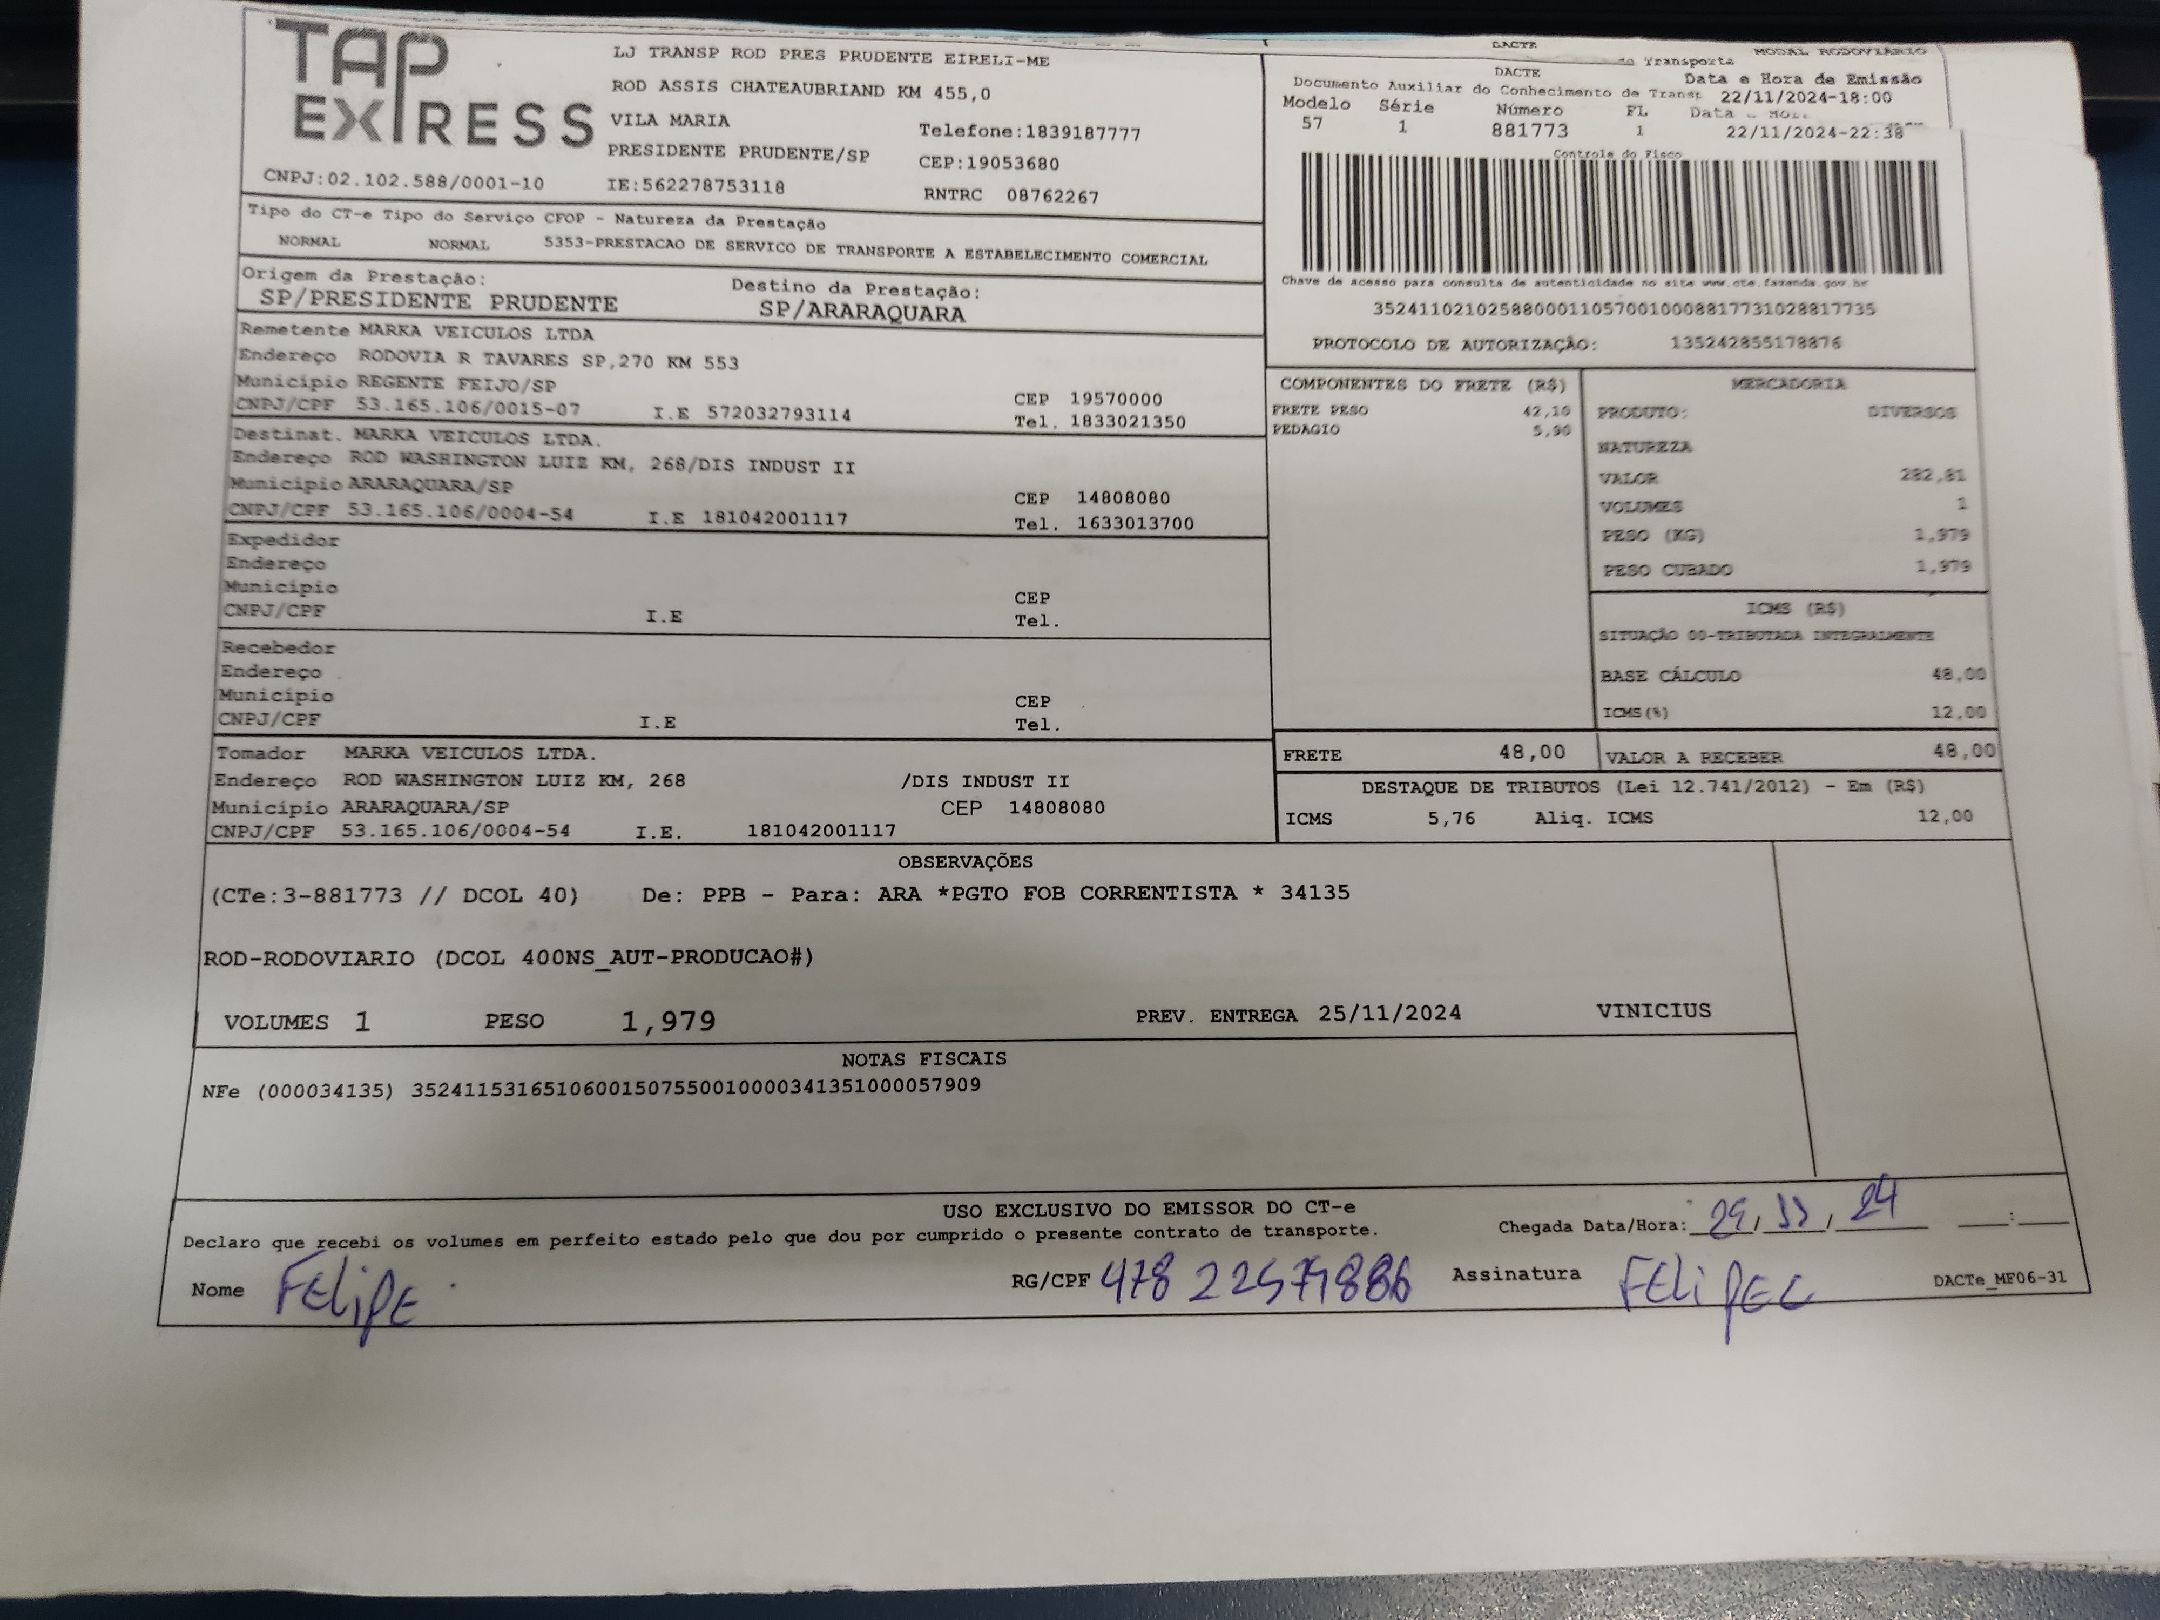 TAP EXPRESS
LJ TRANSP ROD PRES PRUDENTE EIRELI-ME
ROD ASSIS CHATEAUBRIAND KM 455,0
VILA MARIA
Telefone:1839187777
PRESIDENTE PRUDENTE/SP
CEP:19053680
CNPJ:02.102.588/0001-10
IE:562278753118
RNTRC 08762267
DACTE
MODAL RODOVIARIO
de Transporte
DACTE
Data e Hora de Emissão
Documento Auxiliar do Conhecimento de Transp 22/11/2024-18:00
Modelo Série Número FL Data
57 1 881773 1 22/11/2024-22:38
Controle do Fisco
Chave de acesso para consulta de autenticidade no site www.cte.fazenda.gov.br
35241102102588000110570010008817731028817735
PROTOCOLO DE AUTORIZAÇÃO: 135242855178876
Tipo do CT-e Tipo do Serviço CFOP - Natureza da Prestação
NORMAL NORMAL 5353-PRESTACAO DE SERVICO DE TRANSPORTE A ESTABELECIMENTO COMERCIAL
Origem da Prestação: Destino da Prestação:
SP/PRESIDENTE PRUDENTE SP/ARARAQUARA
Remetente MARKA VEICULOS LTDA
Endereço RODOVIA R TAVARES SP,270 KM 553
Município REGENTE FEIJO/SP CEP 19570000
CNPJ/CPF 53.165.106/0015-07 I.E 572032793114 Tel. 1833021350
Destinat. MARKA VEICULOS LTDA.
Endereço ROD WASHINGTON LUIZ KM, 268/DIS INDUST II
Município ARARAQUARA/SP CEP 14808080
CNPJ/CPF 53.165.106/0004-54 I.E 181042001117 Tel. 1633013700
Expedidor
Endereço
Município CEP
CNPJ/CPF I.E Tel.
Recebedor
Endereço
Município CEP
CNPJ/CPF I.E Tel.
Tomador MARKA VEICULOS LTDA.
Endereço ROD WASHINGTON LUIZ KM, 268 /DIS INDUST II
Município ARARAQUARA/SP CEP 14808080
CNPJ/CPF 53.165.106/0004-54 I.E. 181042001117
COMPONENTES DO FRETE (R$)
FRETE PESO 42,10
PEDAGIO 5,90
MERCADORIA
PRODUTO: DIVERSOS
NATUREZA
VALOR 282,81
VOLUMES 1
PESO (KG) 1,979
PESO CUBADO 1,979
ICMS (R$)
SITUAÇÃO 00-TRIBUTADA INTEGRALMENTE
BASE CÁLCULO 48,00
ICMS(%) 12,00
FRETE 48,00 VALOR A RECEBER 48,00
DESTAQUE DE TRIBUTOS (Lei 12.741/2012) - Em (R$)
ICMS 5,76 Aliq. ICMS 12,00
OBSERVAÇÕES
(CTe:3-881773 // DCOL 40) De: PPB - Para: ARA *PGTO FOB CORRENTISTA * 34135
ROD-RODOVIARIO (DCOL 400NS_AUT-PRODUCAO#)
VOLUMES 1 PESO 1,979 PREV. ENTREGA 25/11/2024 VINICIUS
NOTAS FISCAIS
NFe (000034135) 35241153165106001507550010000341351000057909
USO EXCLUSIVO DO EMISSOR DO CT-e
Declaro que recebi os volumes em perfeito estado pelo que dou por cumprido o presente contrato de transporte.
Chegada Data/Hora: / / 24 :
Nome FELIPE RG/CPF Assinatura FELIPE DACTe_MF06-31